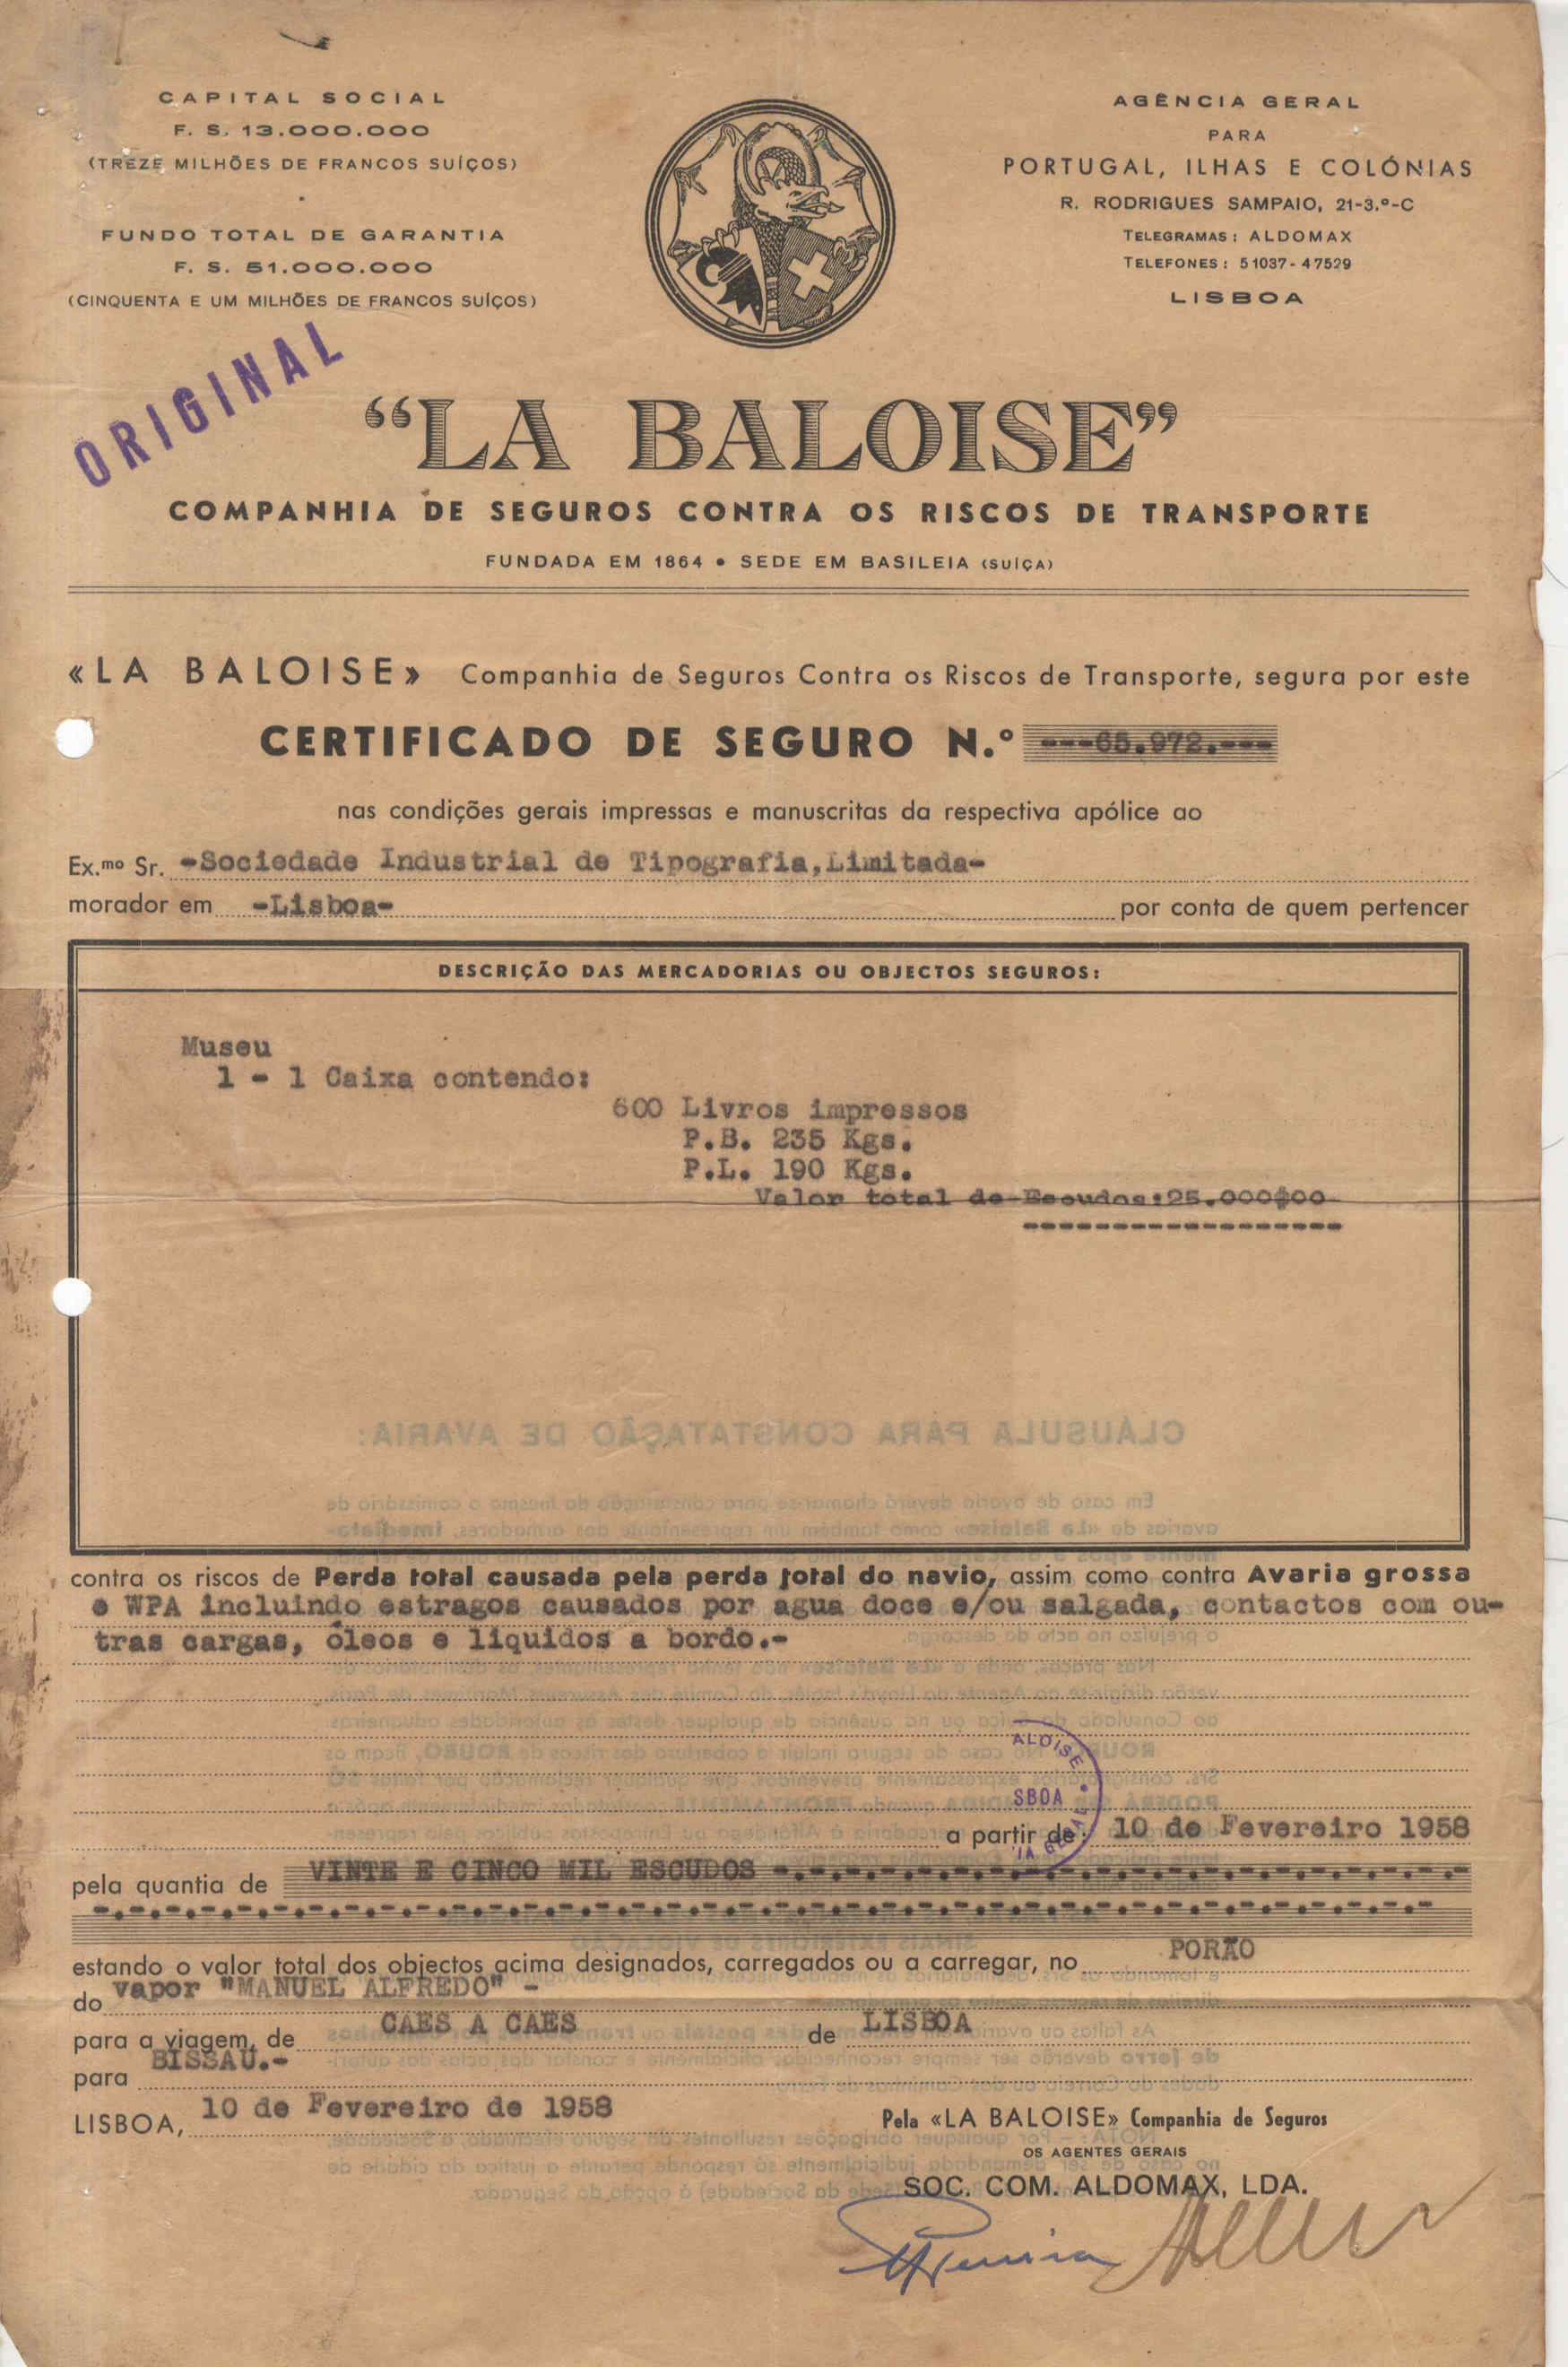 CAPITAL SOCIAL
F. S. 13.000.000
(TREZE MILHÕES DE FRANCOS SUÍÇOS)
FUNDO TOTAL DE GARANTIA
F. S. 51.000.000
(CINQUENTA E UM MILHÕES DE FRANCOS SUÍÇOS)
AGÊNCIA GERAL
PARA
PORTUGAL, ILHAS E COLÓNIAS
R. RODRIGUES SAMPAIO, 21-3.º-C
TELEGRAMAS: ALDOMAX
TELEFONES: 51037-47529
LISBOA
ORIGINAL
“LA BALOISE”
COMPANHIA DE SEGUROS CONTRA OS RISCOS DE TRANSPORTE
FUNDADA EM 1864 • SEDE EM BASILEIA (SUÍÇA)
«LA BALOISE» Companhia de Seguros Contra os Riscos de Transporte, segura por este
CERTIFICADO DE SEGURO N.º ---65.972.---
nas condições gerais impressas e manuscritas da respectiva apólice ao
Ex.mo Sr. -Sociedade Industrial de Tipografia,Limitada-
morador em -Lisboa- por conta de quem pertencer
DESCRIÇÃO DAS MERCADORIAS OU OBJECTOS SEGUROS:
Museu
1 - 1 Caixa contendo:
600 Livros impressos
P.B. 235 Kgs.
P.L. 190 Kgs.
Valor total de Escudos:25.000$00
------------------
contra os riscos de Perda total causada pela perda total do navio, assim como contra Avaria grossa
e WPA incluindo estragos causados por agua doce e/ou salgada, contactos com ou-
tras cargas, óleos e liquidos a bordo.-
ALOISE •
SBOA
a partir de: 10 de Fevereiro 1958
pela quantia de VINTE E CINCO MIL ESCUDOS -.-.-.-.-.-.-.-.-.-.-.-
estando o valor total dos objectos acima designados, carregados ou a carregar, no PORÃO
do vapor "MANUEL ALFREDO" -
para a viagem, de CAES A CAES de LISBOA
para BISSAU.-
LISBOA, 10 de Fevereiro de 1958
Pela «LA BALOISE» Companhia de Seguros
OS AGENTES GERAIS
SOC. COM. ALDOMAX, LDA.